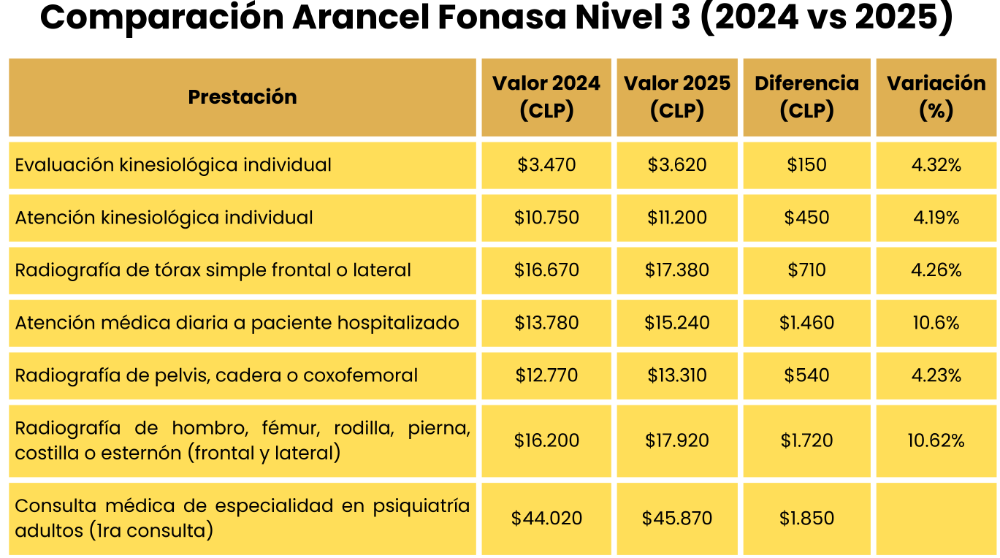 Comparación Arancel Fonasa Nivel 3 (2024 vs 2025)
Prestación
Valor 2024
(CLP)
Valor 2025
(CLP)
Diferencia
(CLP)
Variación
(%)
Evaluación kinesiológica individual
$3.470
$3.620
$150
4.32%
Atención kinesiológica individual
$10.750
$11.200
$450
4.19%
Radiografía de tórax simple frontal o lateral
$16.670
$17.380
$710
4.26%
Atención médica diaria a paciente hospitalizado
$13.780
$15.240
$1.460
10.6%
Radiografía de pelvis, cadera o coxofemoral
$12.770
$13.310
$540
4.23%
Radiografía de hombro, fémur, rodilla, pierna,
costilla o esternón (frontal y lateral)
$16.200
$17.920
$1.720
10.62%
Consulta médica de especialidad en psiquiatría
adultos (1ra consulta)
$44.020
$45.870
$1.850